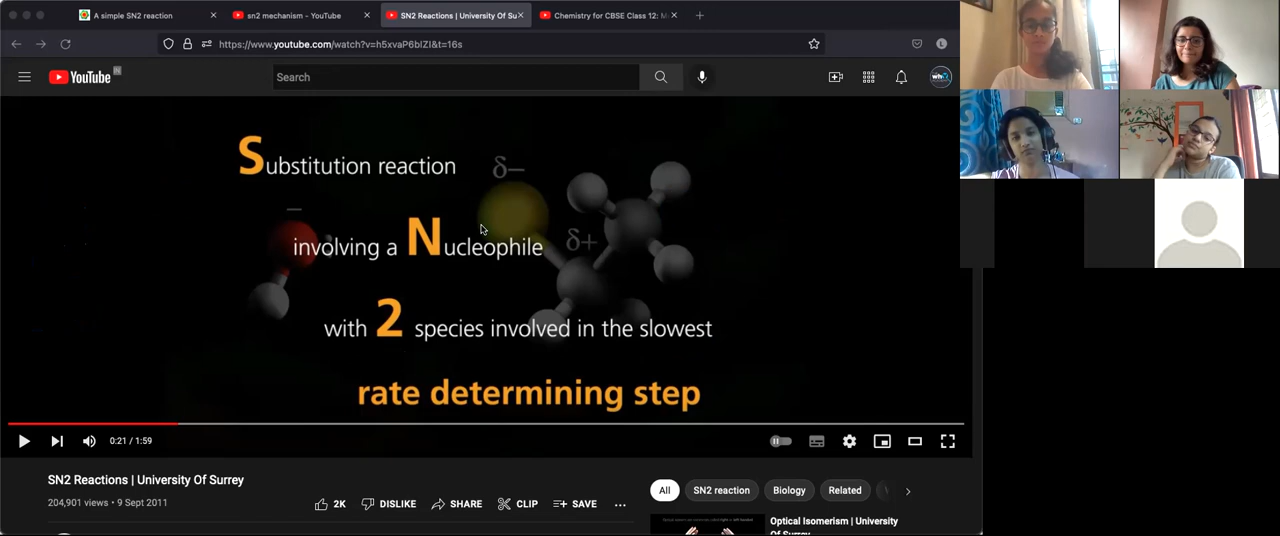 A simple SN2 reaction
sn2 mechanism - YouTube
SN2 Reactions | University Of Su
Chemistry for CBSE Class 12: M
https://www.youtube.com/watch?v=h5xvaP6bIZI&t=16s
L
YouTube IN
Search
Substitution reaction
δ−
−
involving a Nucleophile
δ+
with 2 species involved in the slowest
rate determining step
0:21 / 1:59
SN2 Reactions | University Of Surrey
204,901 views • 9 Sept 2011
2K
DISLIKE
SHARE
CLIP
SAVE
All
SN2 reaction
Biology
Related
Optical Isomerism | University
Of Surrey